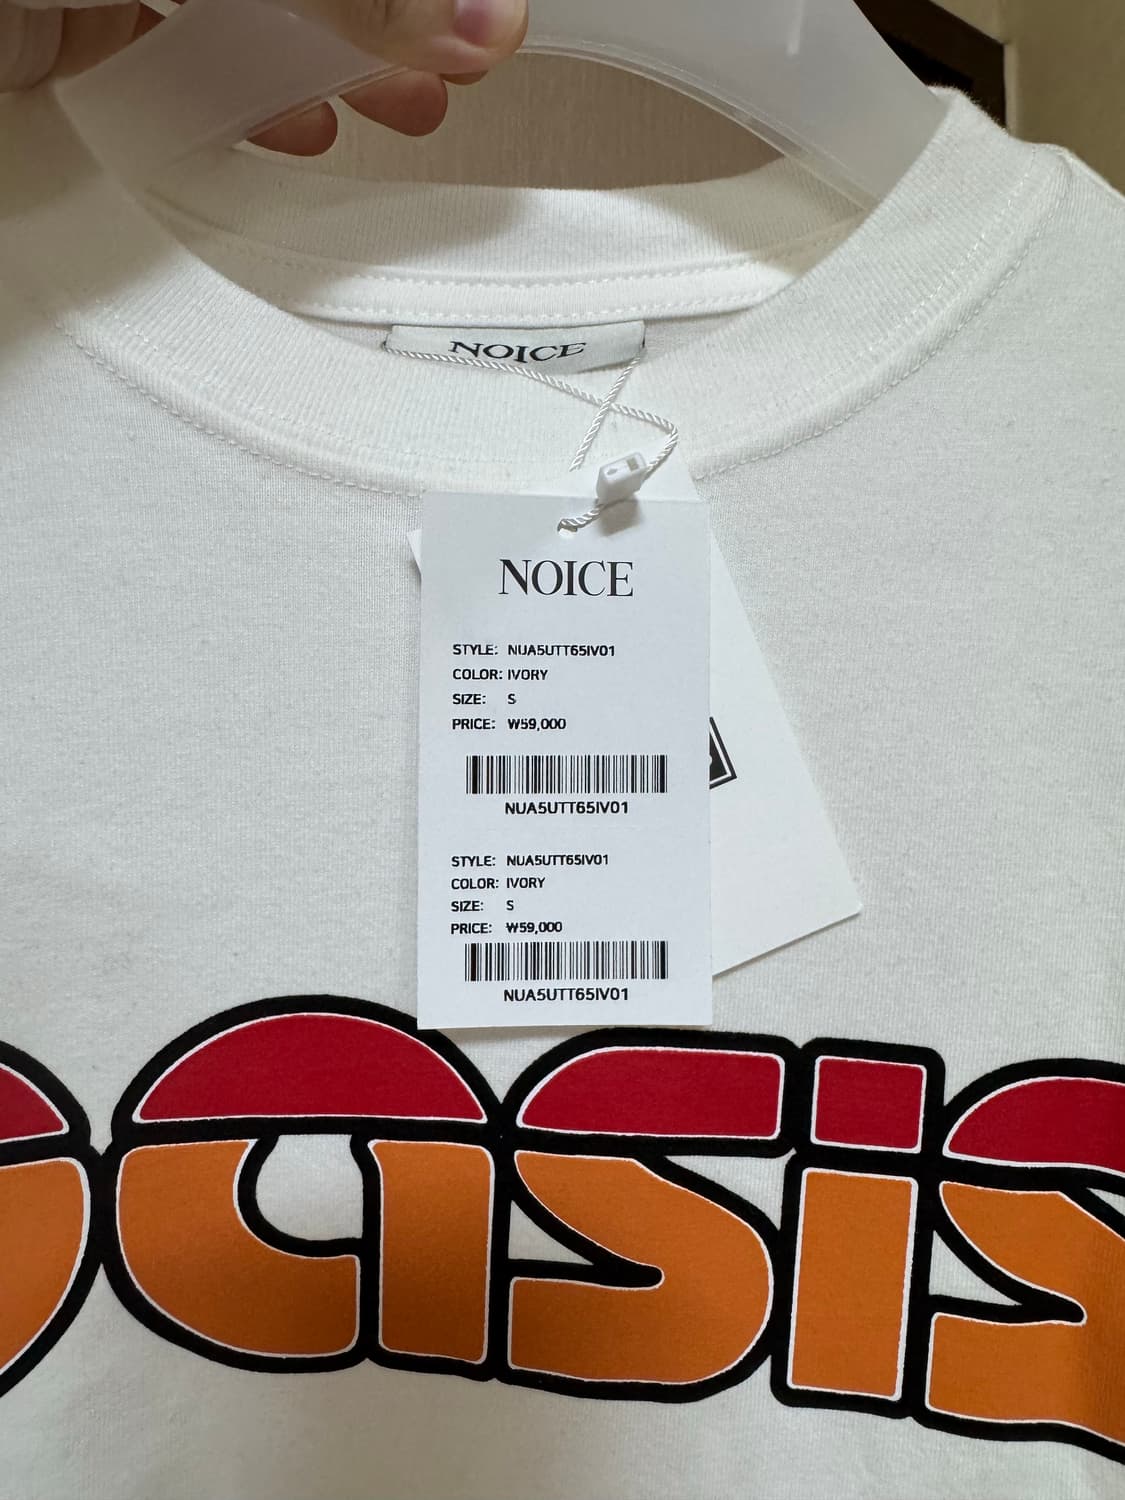 NOICE
NOICE
STYLE: NUA5UTT65IV01
COLOR: IVORY
SIZE: S
PRICE: ₩59,000
NUA5UTT65IV01
STYLE: NUA5UTT65IV01
COLOR: IVORY
SIZE: S
PRICE: ₩59,000
NUA5UTT65IV01
oasis